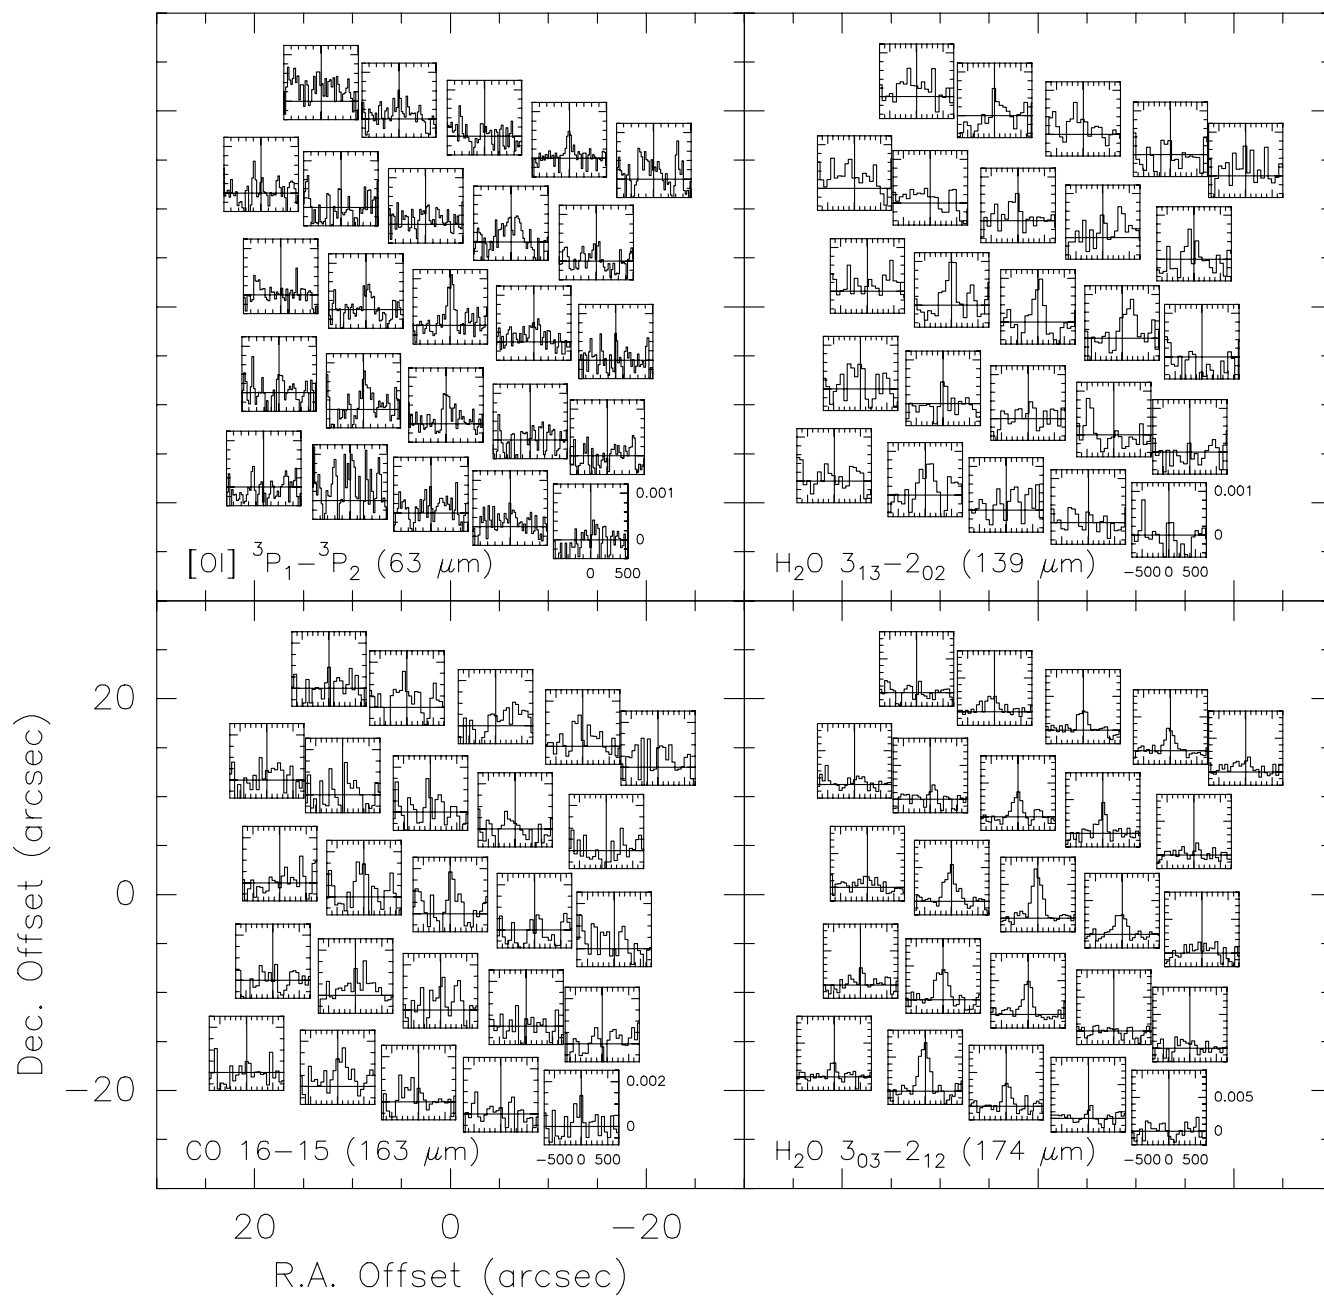 0.001
0
0 500
[OI] ³P₁−³P₂ (63 μm)
0.001
0
−500 0 500
H₂O 3₁₃−2₀₂ (139 μm)
20
0
−20
Dec. Offset (arcsec)
0.002
0
−500 0 500
CO 16−15 (163 μm)
0.005
0
−500 0 500
H₂O 3₀₃−2₁₂ (174 μm)
20 0 −20
R.A. Offset (arcsec)